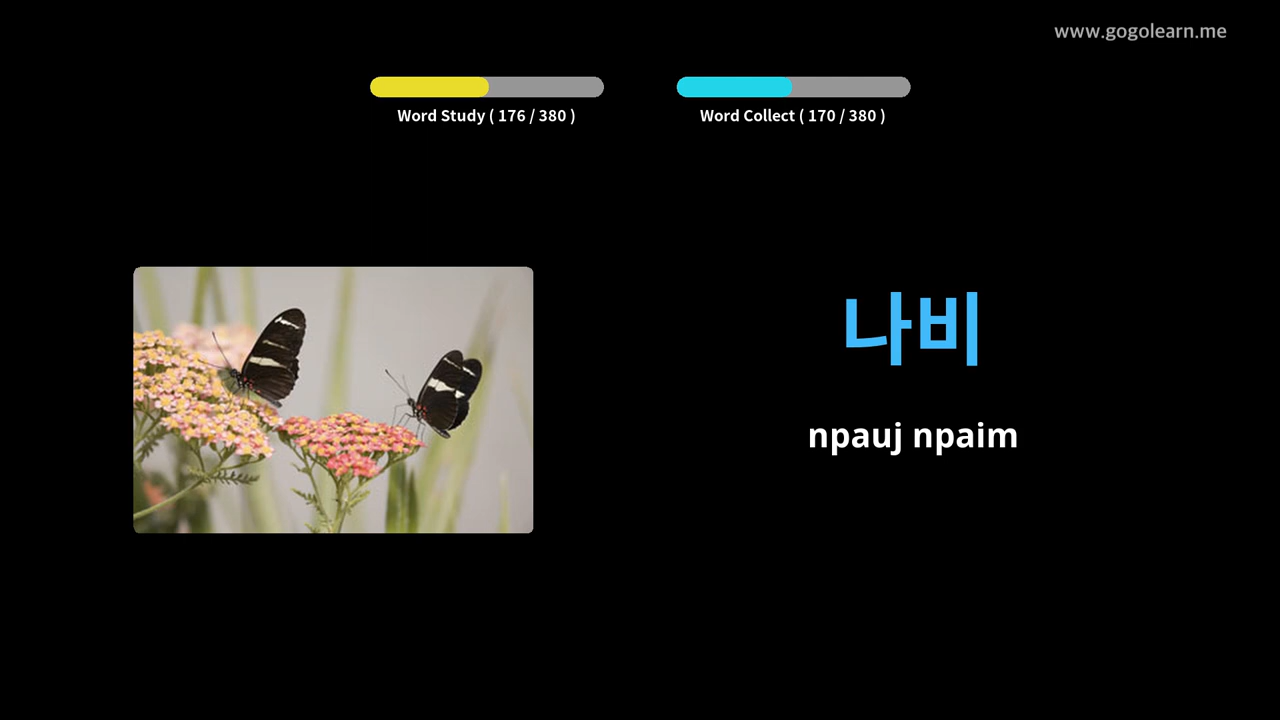 www.gogolearn.me
Word Study ( 176 / 380 )
Word Collect ( 170 / 380 )
나비
npauj npaim